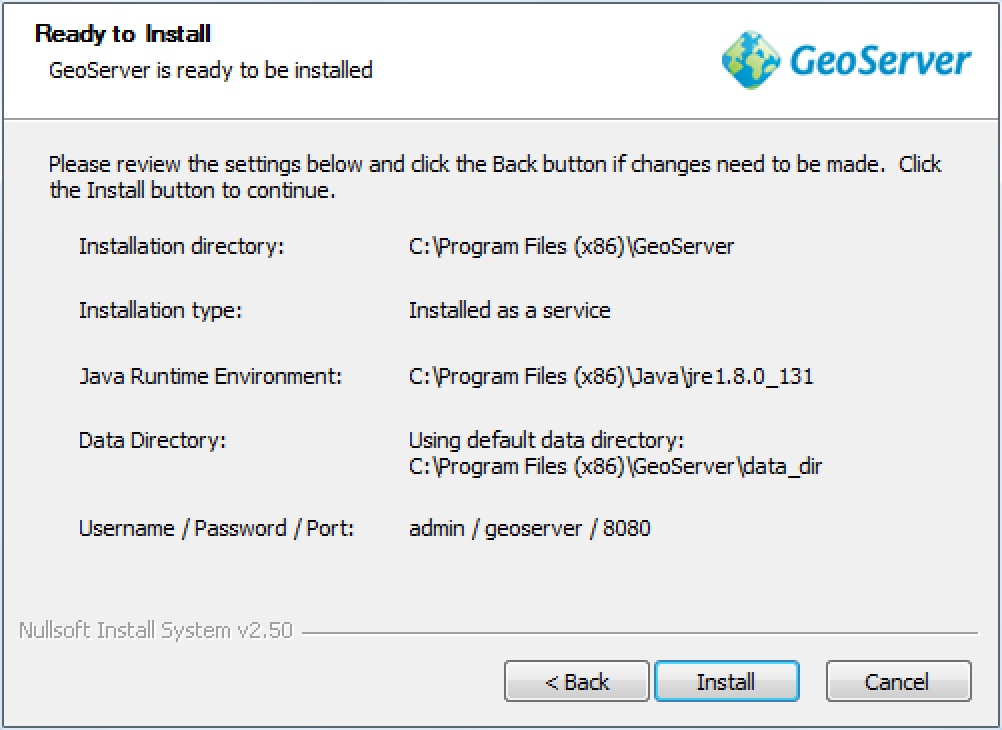 Ready to Install
GeoServer is ready to be installed
GeoServer
Please review the settings below and click the Back button if changes need to be made.  Click
the Install button to continue.
Installation directory: C:\Program Files (x86)\GeoServer
Installation type: Installed as a service
Java Runtime Environment: C:\Program Files (x86)\Java\jre1.8.0_131
Data Directory: Using default data directory:
C:\Program Files (x86)\GeoServer\data_dir
Username / Password / Port: admin / geoserver / 8080
Nullsoft Install System v2.50
< Back Install Cancel